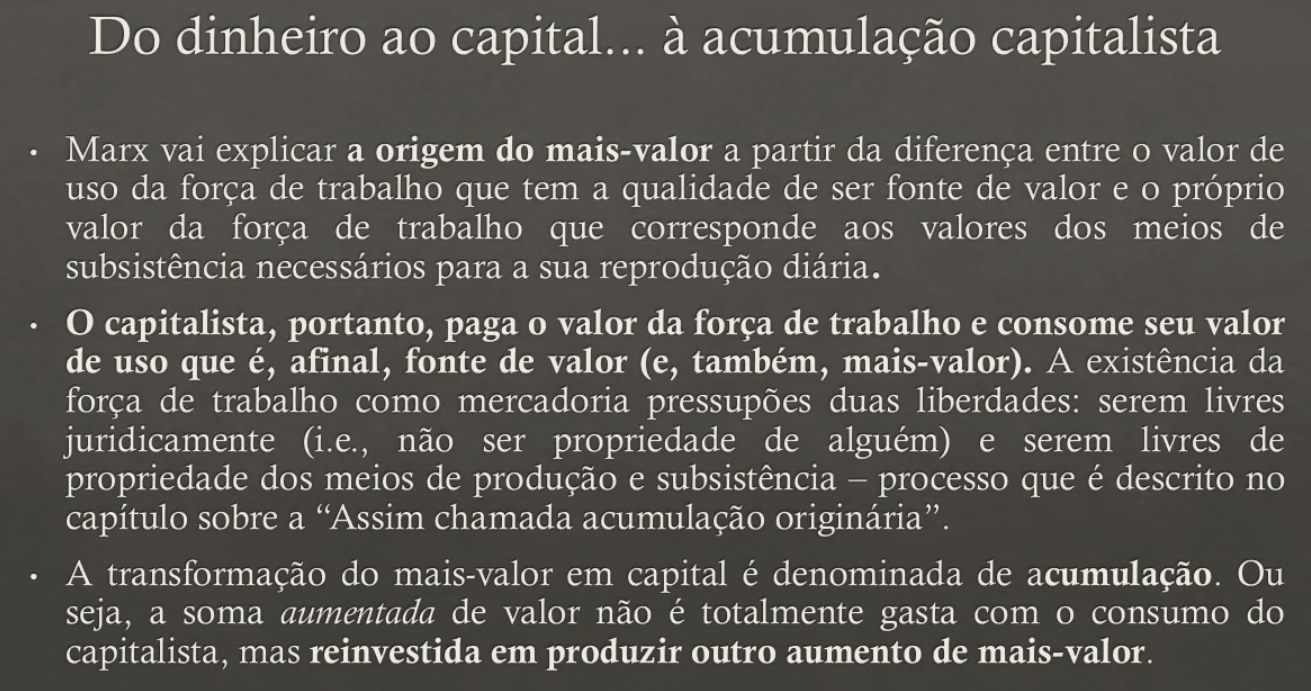 Do dinheiro ao capital... à acumulação capitalista
• Marx vai explicar a origem do mais-valor a partir da diferença entre o valor de
uso da força de trabalho que tem a qualidade de ser fonte de valor e o próprio
valor da força de trabalho que corresponde aos valores dos meios de
subsistência necessários para a sua reprodução diária.
• O capitalista, portanto, paga o valor da força de trabalho e consome seu valor
de uso que é, afinal, fonte de valor (e, também, mais-valor). A existência da
força de trabalho como mercadoria pressupões duas liberdades: serem livres
juridicamente (i.e., não ser propriedade de alguém) e serem livres de
propriedade dos meios de produção e subsistência – processo que é descrito no
capítulo sobre a “Assim chamada acumulação originária”.
• A transformação do mais-valor em capital é denominada de acumulação. Ou
seja, a soma aumentada de valor não é totalmente gasta com o consumo do
capitalista, mas reinvestida em produzir outro aumento de mais-valor.